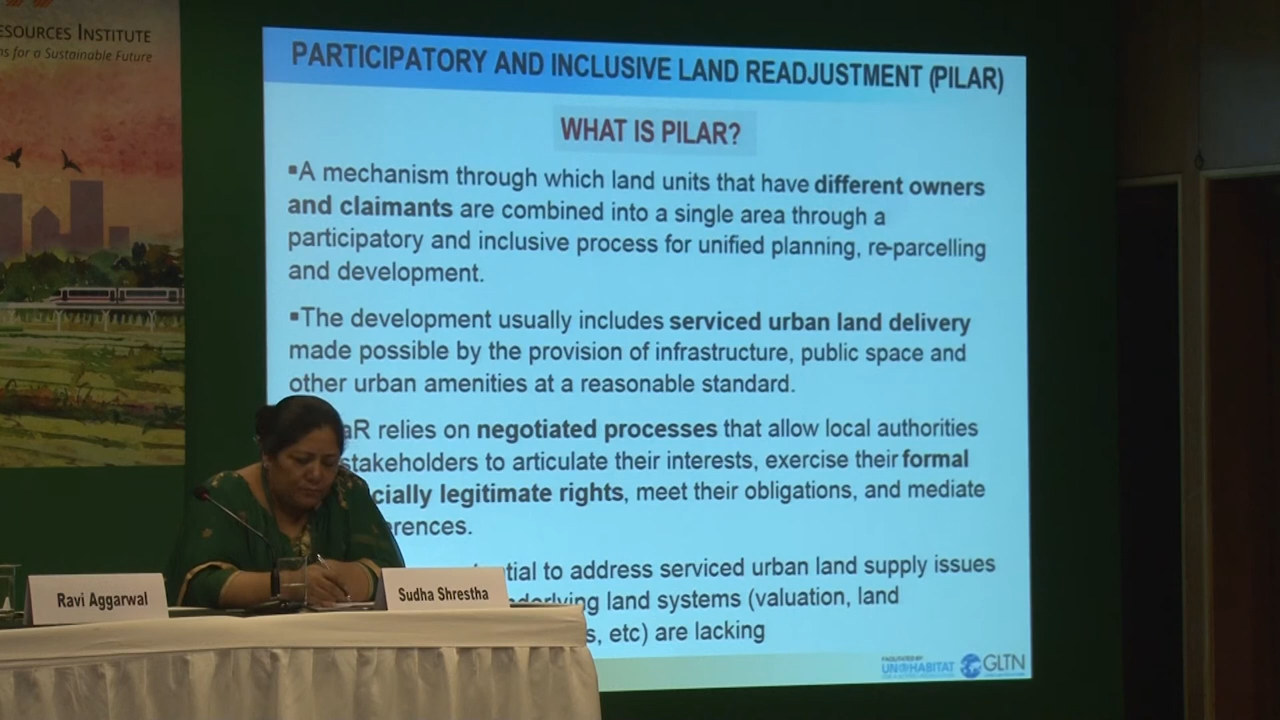 ESOURCES INSTITUTE
ns for a Sustainable Future
PARTICIPATORY AND INCLUSIVE LAND READJUSTMENT (PILAR)
WHAT IS PILAR?
▪A mechanism through which land units that have different owners
and claimants are combined into a single area through a
participatory and inclusive process for unified planning, re-parcelling
and development.
▪The development usually includes serviced urban land delivery
made possible by the provision of infrastructure, public space and
other urban amenities at a reasonable standard.
aR relies on negotiated processes that allow local authorities
stakeholders to articulate their interests, exercise their formal
cially legitimate rights, meet their obligations, and mediate
erences.
tial to address serviced urban land supply issues
derlying land systems (valuation, land
s, etc) are lacking
Ravi Aggarwal
Sudha Shrestha
FACILITATED BY
UN HABITAT
GLTN